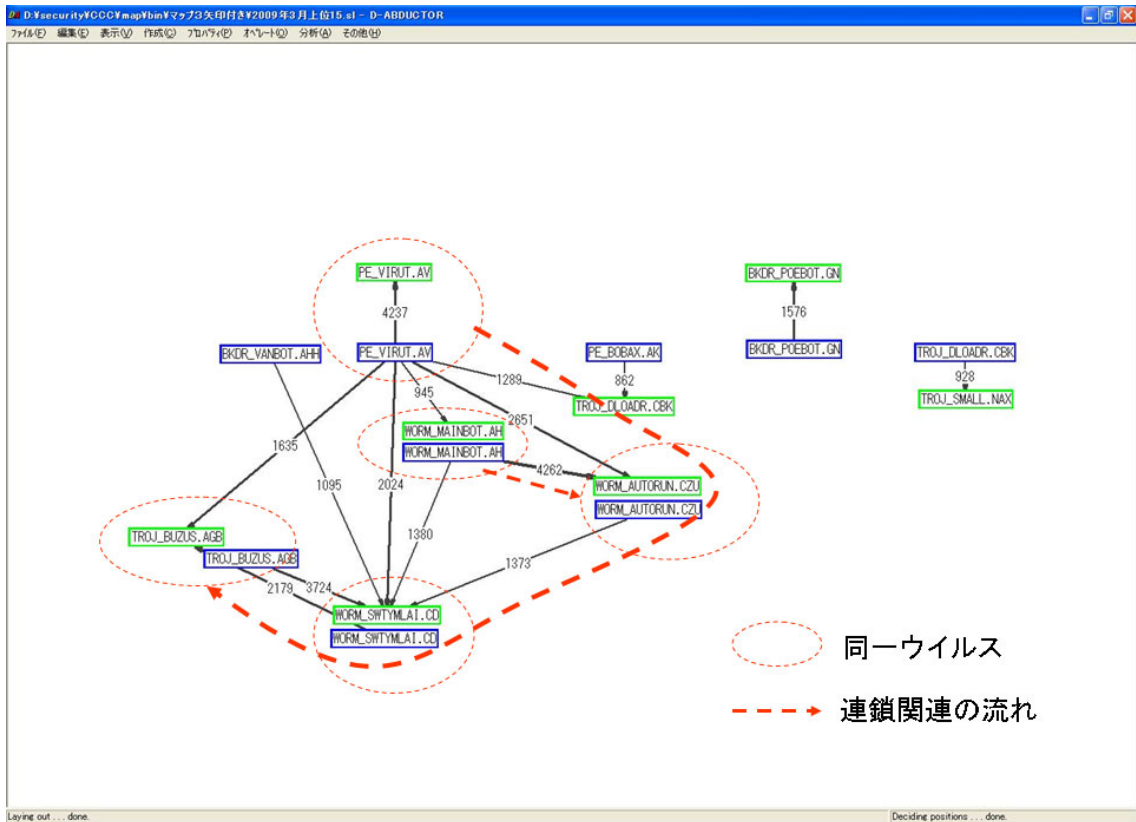 D:¥security¥CCC¥map¥bin¥マップ3矢印付き¥2009年3月上位15.sl - D-ABDUCTOR
ファイル(F) 編集(E) 表示(V) 作成(C) プロパティ(P) オペレート(O) 分析(A) その他(H)
PE_VIRUT.AV
BKDR_POEBOT.GN
4237
1576
BKDR_VANBOT.AHH
PE_VIRUT.AV
PE_BOBAX.AK
BKDR_POEBOT.GN
TROJ_DLOADR.CBK
1289
862
928
945
TROJ_DLOADR.CBK
TROJ_SMALL.NAX
2651
WORM_MAINBOT.AH
1635
WORM_MAINBOT.AH
4262
1095
2024
WORM_AUTORUN.CZU
WORM_AUTORUN.CZU
1380
TROJ_BUZUS.AGB
TROJ_BUZUS.AGB
1373
2179
3724
WORM_SWTYMLAI.CD
WORM_SWTYMLAI.CD
同一ウイルス
連鎖関連の流れ
Laying out ... done.
Deciding positions ... done.